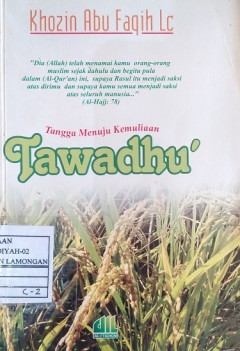 Khozin Abu Faqih Lc
"Dia (Allah) telah menamai kamu orang-orang
muslim sejak dahulu dan begitu pula
dalam (Al-Qur'an) ini, supaya Rasul itu menjadi saksi
atas dirimu dan supaya kamu semua menjadi saksi
atas seluruh manusia..."
(Al-Hajj: 78)
Tangga Menuju Kemuliaan
Tawadhu'
AAN
DIYAH-02
N LAMONGAN
C-2